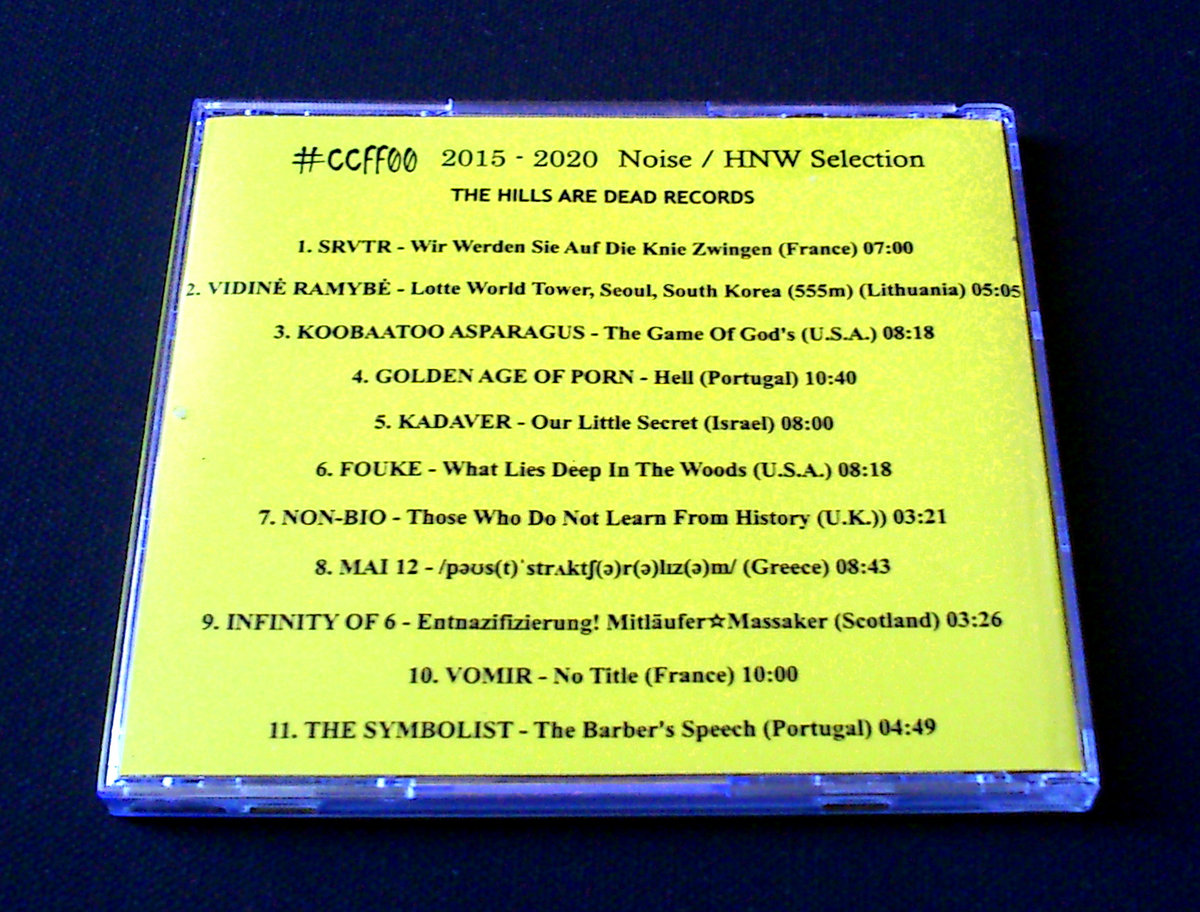 #ccff00 2015 - 2020 Noise / HNW Selection
THE HILLS ARE DEAD RECORDS
1. SRVTR - Wir Werden Sie Auf Die Knie Zwingen (France) 07:00
2. VIDINĖ RAMYBĖ - Lotte World Tower, Seoul, South Korea (555m) (Lithuania) 05:05
3. KOOBAATOO ASPARAGUS - The Game Of God's (U.S.A.) 08:18
4. GOLDEN AGE OF PORN - Hell (Portugal) 10:40
5. KADAVER - Our Little Secret (Israel) 08:00
6. FOUKE - What Lies Deep In The Woods (U.S.A.) 08:18
7. NON-BIO - Those Who Do Not Learn From History (U.K.)) 03:21
8. MAI 12 - /pəʊs(t)ˈstrʌktʃ(ə)r(ə)lɪz(ə)m/ (Greece) 08:43
9. INFINITY OF 6 - Entnazifizierung! Mitläufer☆Massaker (Scotland) 03:26
10. VOMIR - No Title (France) 10:00
11. THE SYMBOLIST - The Barber's Speech (Portugal) 04:49